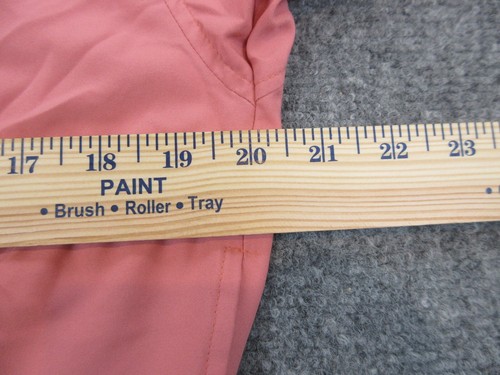 17 18 19 20 21 22 23
PAINT
• Brush • Roller • Tray